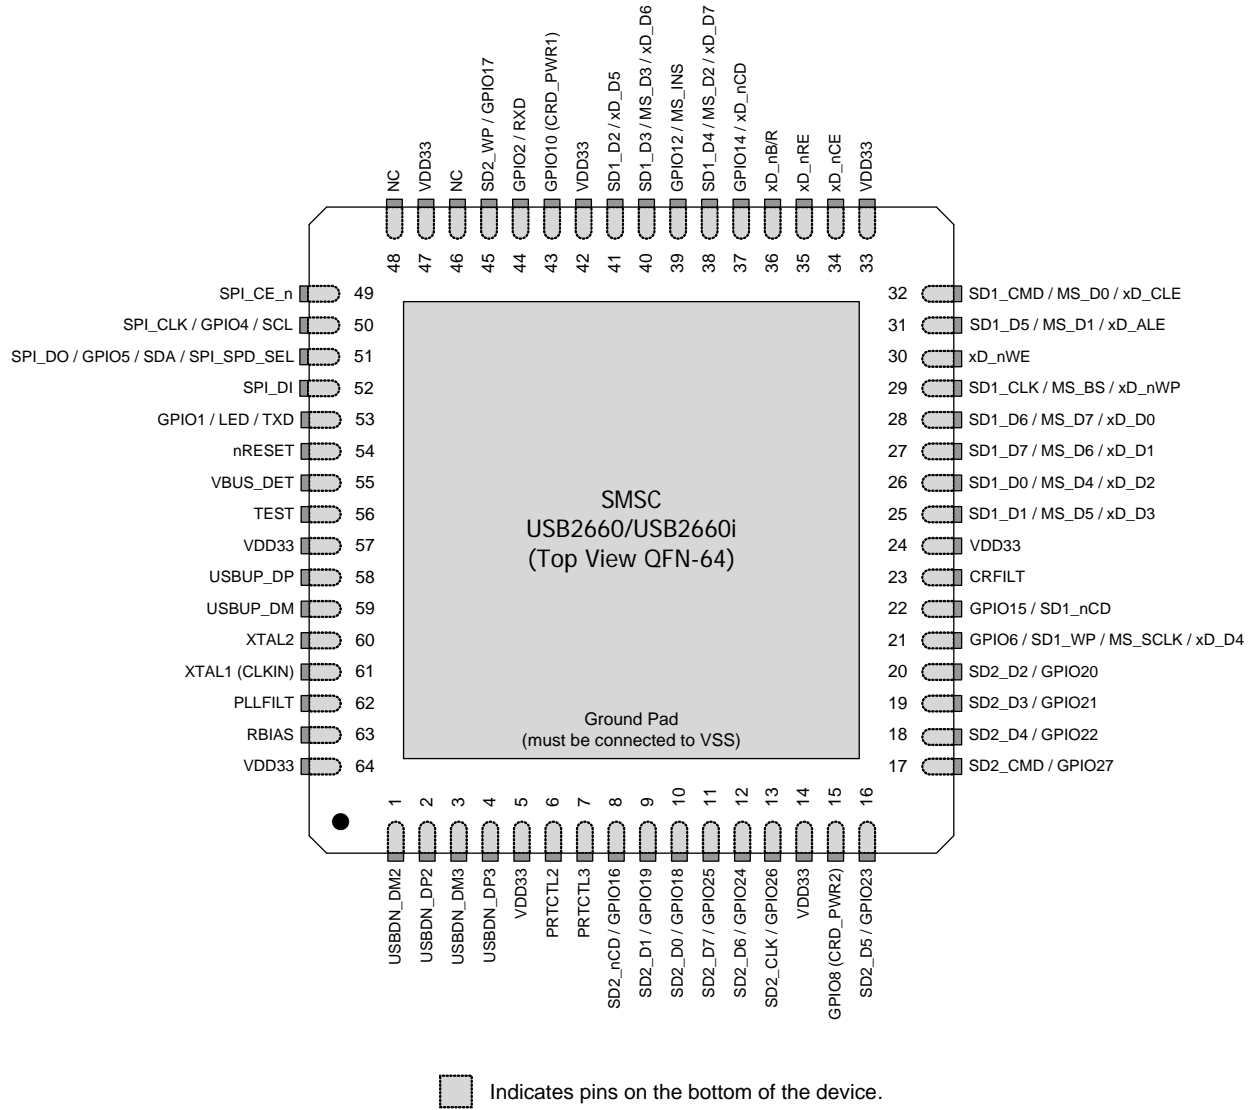 NC
VDD33
NC
SD2_WP / GPIO17
GPIO2 / RXD
GPIO10 (CRD_PWR1)
VDD33
SD1_D2 / xD_D5
SD1_D3 / MS_D3 / xD_D6
GPIO12 / MS_INS
SD1_D4 / MS_D2 / xD_D7
GPIO14 / xD_nCD
xD_nB/R
xD_nRE
xD_nCE
VDD33
48
47
46
45
44
43
42
41
40
39
38
37
36
35
34
33
SPI_CE_n 49
SPI_CLK / GPIO4 / SCL 50
SPI_DO / GPIO5 / SDA / SPI_SPD_SEL 51
SPI_DI 52
GPIO1 / LED / TXD 53
nRESET 54
VBUS_DET 55
TEST 56
VDD33 57
USBUP_DP 58
USBUP_DM 59
XTAL2 60
XTAL1 (CLKIN) 61
PLLFILT 62
RBIAS 63
VDD33 64
SMSC
USB2660/USB2660i
(Top View QFN-64)
Ground Pad
(must be connected to VSS)
32 SD1_CMD / MS_D0 / xD_CLE
31 SD1_D5 / MS_D1 / xD_ALE
30 xD_nWE
29 SD1_CLK / MS_BS / xD_nWP
28 SD1_D6 / MS_D7 / xD_D0
27 SD1_D7 / MS_D6 / xD_D1
26 SD1_D0 / MS_D4 / xD_D2
25 SD1_D1 / MS_D5 / xD_D3
24 VDD33
23 CRFILT
22 GPIO15 / SD1_nCD
21 GPIO6 / SD1_WP / MS_SCLK / xD_D4
20 SD2_D2 / GPIO20
19 SD2_D3 / GPIO21
18 SD2_D4 / GPIO22
17 SD2_CMD / GPIO27
1
2
3
4
5
6
7
8
9
10
11
12
13
14
15
16
USBDN_DM2
USBDN_DP2
USBDN_DM3
USBDN_DP3
VDD33
PRTCTL2
PRTCTL3
SD2_nCD / GPIO16
SD2_D1 / GPIO19
SD2_D0 / GPIO18
SD2_D7 / GPIO25
SD2_D6 / GPIO24
SD2_CLK / GPIO26
VDD33
GPIO8 (CRD_PWR2)
SD2_D5 / GPIO23
Indicates pins on the bottom of the device.